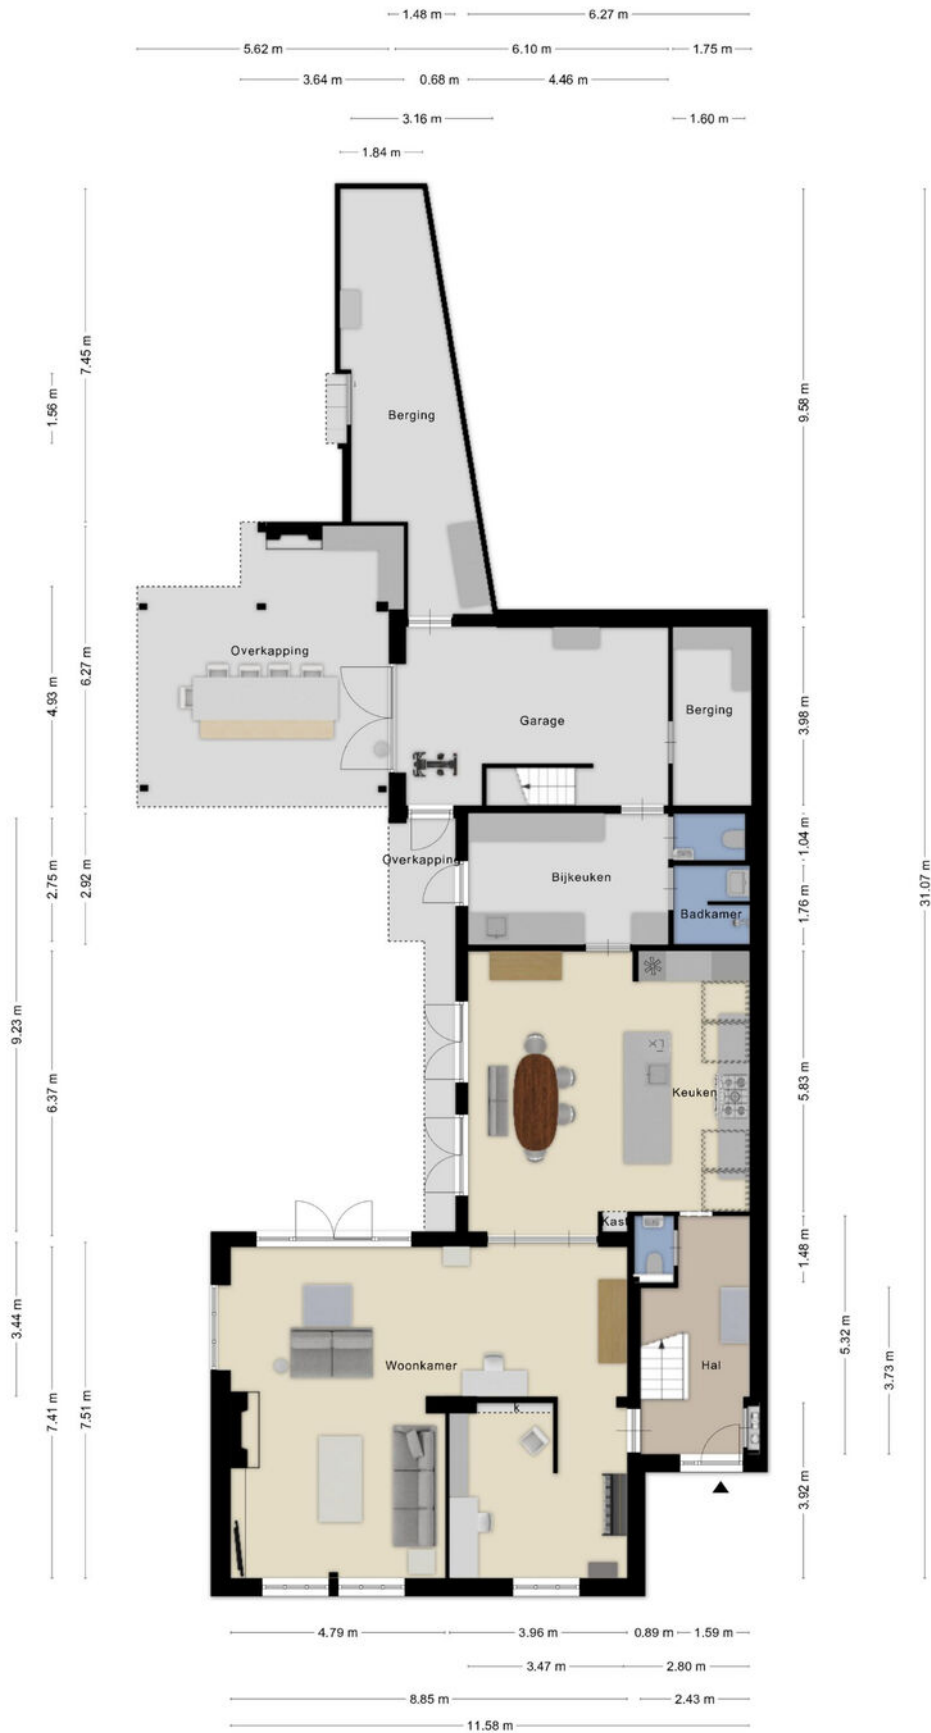 1.48 m
6.27 m
5.62 m
6.10 m
1.75 m
3.64 m
0.68 m
4.46 m
3.16 m
1.60 m
1.84 m
7.45 m
1.56 m
9.58 m
Berging
31.07 m
Overkapping
6.27 m
4.93 m
Garage
Berging
3.98 m
1.04 m
Overkapping
Bijkeuken
2.75 m
2.92 m
Badkamer
1.76 m
9.23 m
6.37 m
Keuken
5.83 m
Kast
1.48 m
3.44 m
Woonkamer
Hal
5.32 m
3.73 m
7.41 m
7.51 m
k
3.92 m
4.79 m
3.96 m
0.89 m
1.59 m
3.47 m
2.80 m
8.85 m
2.43 m
11.58 m